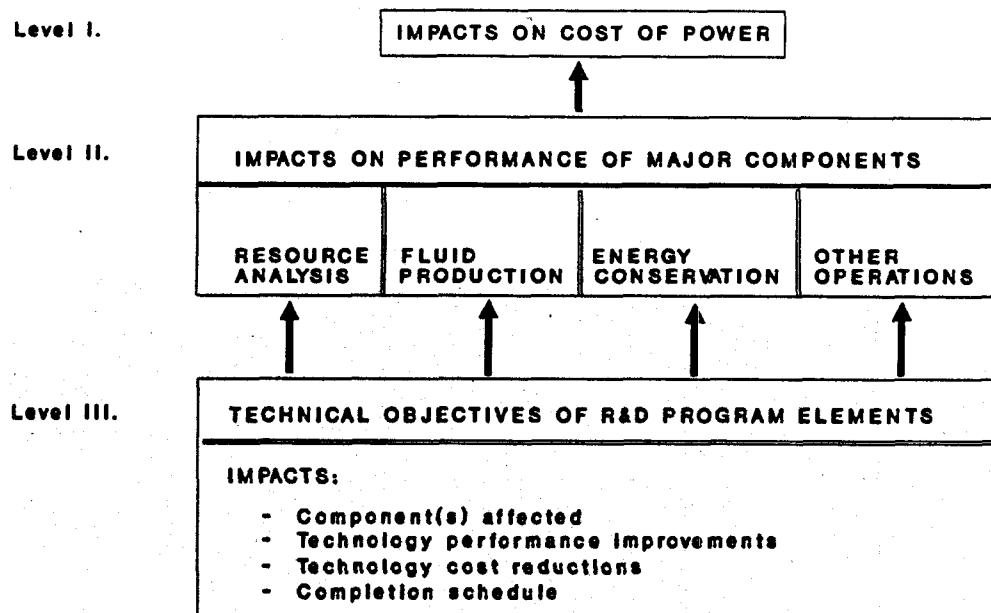 Level I.
IMPACTS ON COST OF POWER
Level II.
IMPACTS ON PERFORMANCE OF MAJOR COMPONENTS
RESOURCE
ANALYSIS
FLUID
PRODUCTION
ENERGY
CONSERVATION
OTHER
OPERATIONS
Level III.
TECHNICAL OBJECTIVES OF R&D PROGRAM ELEMENTS
IMPACTS:
- Component(s) affected
- Technology performance improvements
- Technology cost reductions
- Completion schedule